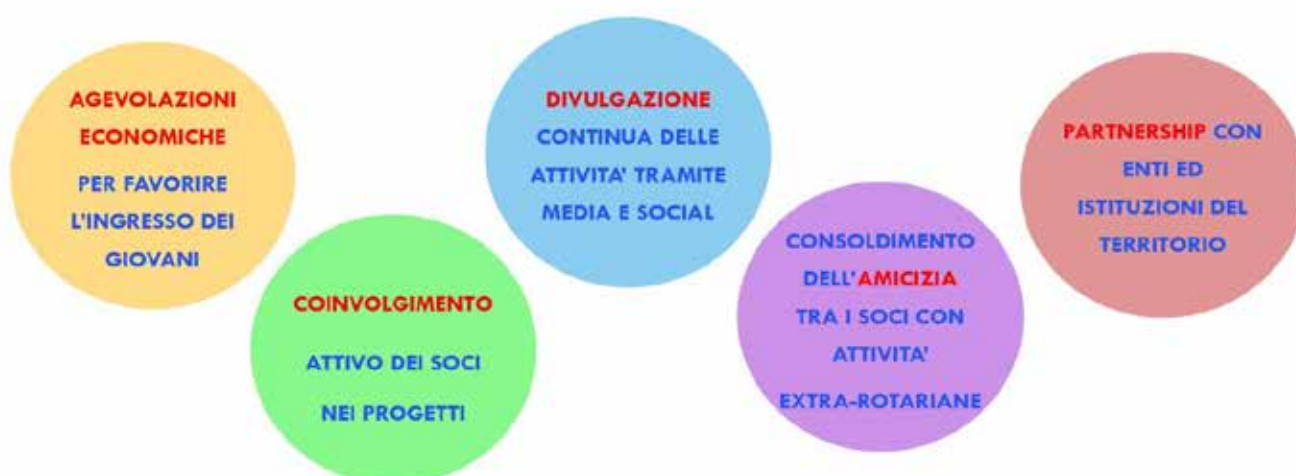 AGEVOLAZIONI
ECONOMICHE
PER FAVORIRE
L'INGRESSO DEI
GIOVANI
COINVOLGIMENTO
ATTIVO DEI SOCI
NEI PROGETTI
DIVULGAZIONE
CONTINUA DELLE
ATTIVITA' TRAMITE
MEDIA E SOCIAL
CONSOLDIMENTO
DELL'AMICIZIA
TRA I SOCI CON
ATTIVITA'
EXTRA-ROTARIANE
PARTNERSHIP CON
ENTI ED
ISTITUZIONI DEL
TERRITORIO